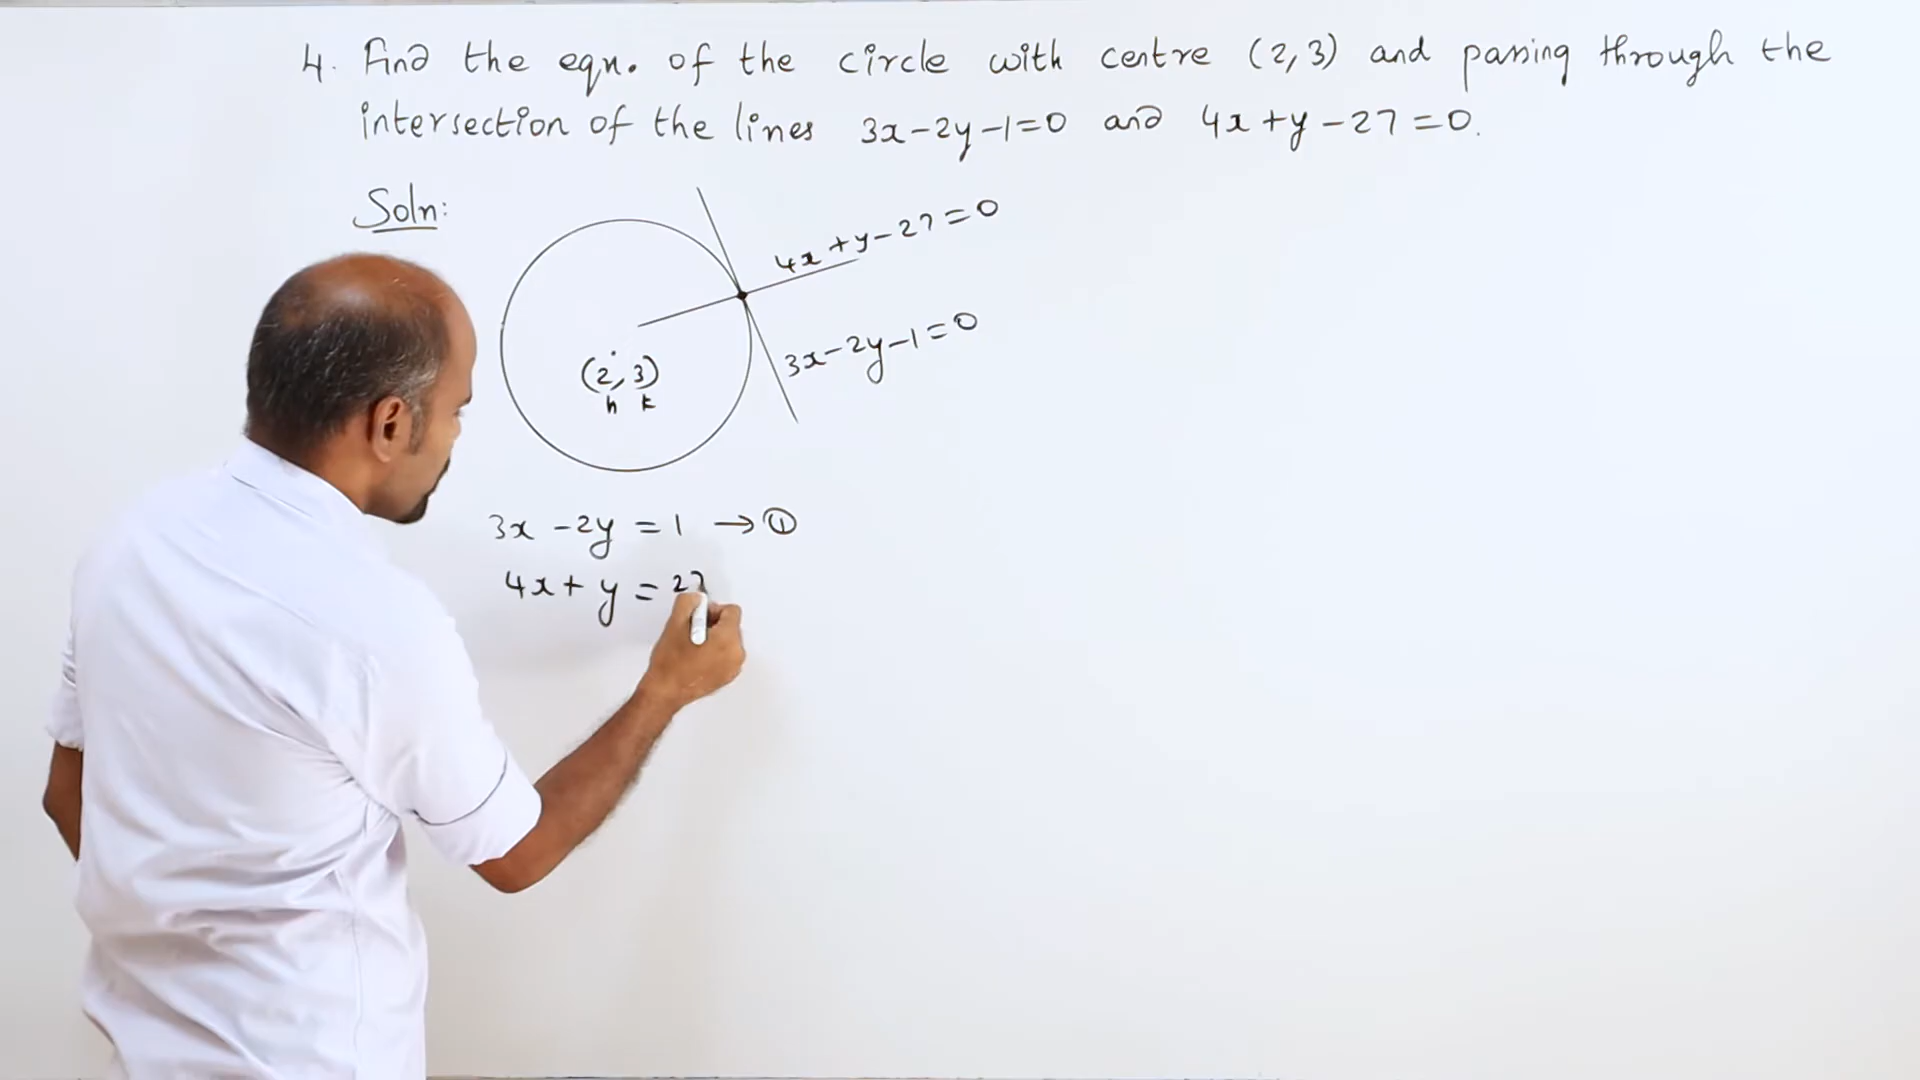 4. Find the eqn. of the circle with centre (2,3) and passing through the
intersection of the lines 3x-2y-1=0 and 4x+y-27=0.
Soln:
4x+y-27=0
3x-2y-1=0
(2, 3)
h k
3x-2y=1 →①
4x+y=27